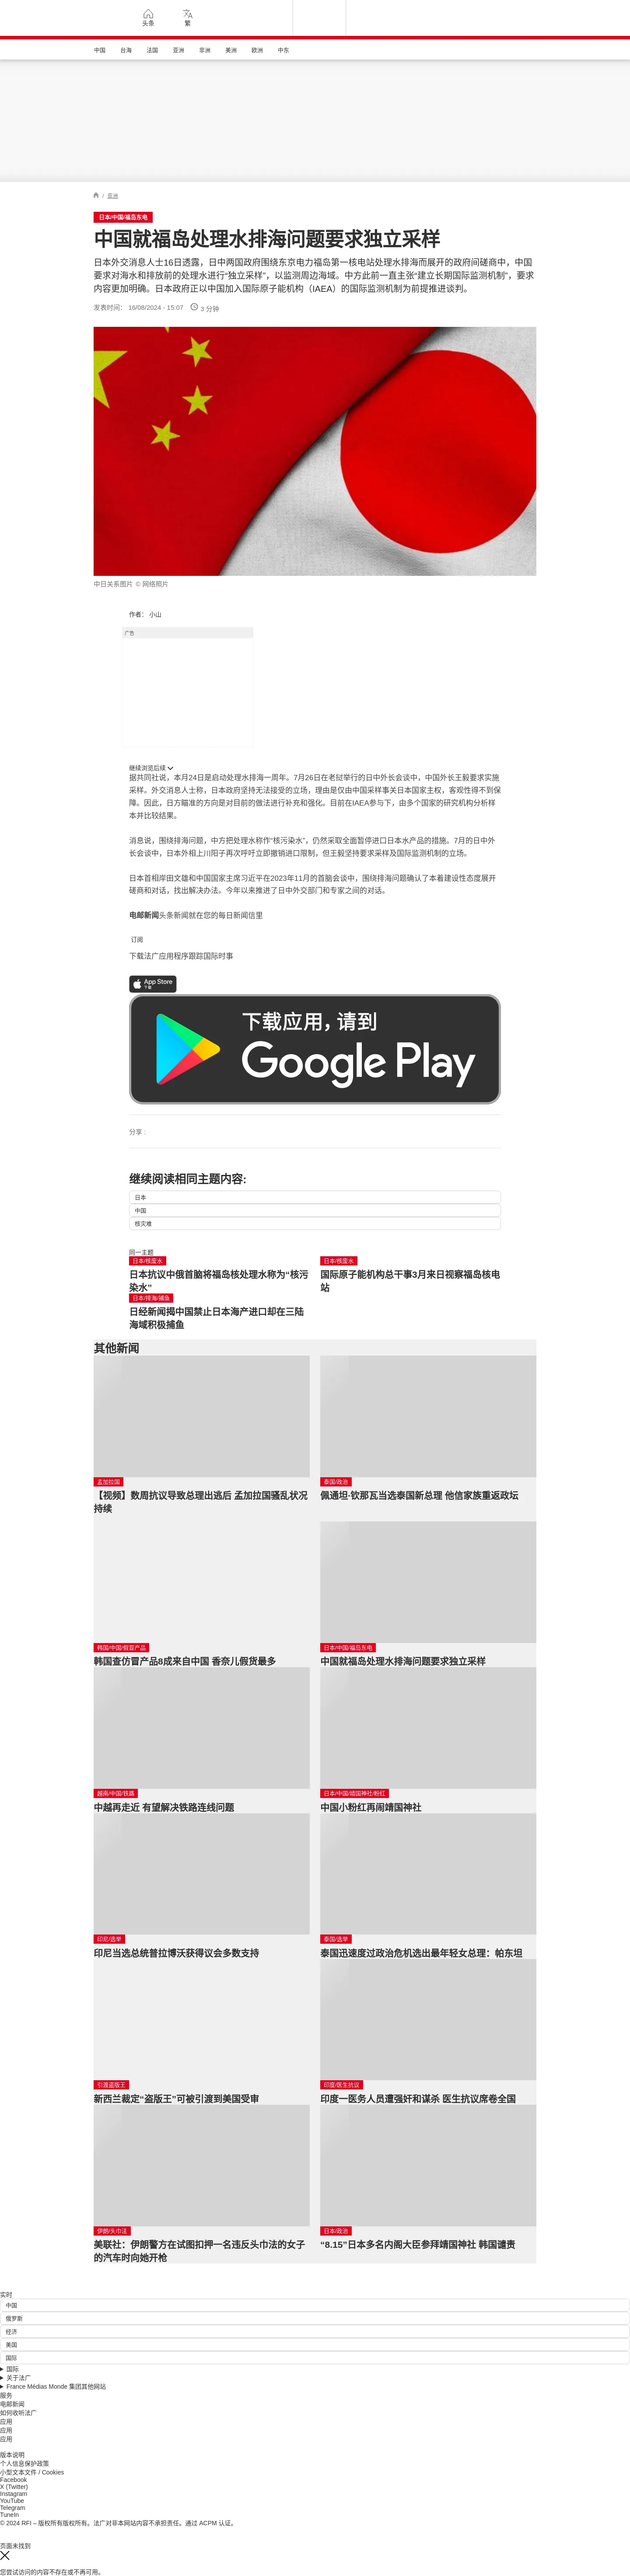 头条
繁
中国
台海
法国
亚洲
非洲
美洲
欧洲
中东
/ 亚洲
日本/中国/福岛东电
中国就福岛处理水排海问题要求独立采样
日本外交消息人士16日透露，日中两国政府围绕东京电力福岛第一核电站处理水排海而展开的政府间磋商中，中国
要求对海水和排放前的处理水进行“独立采样”，以监测周边海域。中方此前一直主张“建立长期国际监测机制”，要求
内容更加明确。日本政府正以中国加入国际原子能机构（IAEA）的国际监测机制为前提推进谈判。
发表时间： 16/08/2024 - 15:07 3 分钟
中日关系图片 © 网络照片
作者： 小山
广告
继续浏览后续
据共同社说，本月24日是启动处理水排海一周年。7月26日在老挝举行的日中外长会谈中，中国外长王毅要求实施
采样。外交消息人士称，日本政府坚持无法接受的立场，理由是仅由中国采样事关日本国家主权，客观性得不到保
障。因此，日方瞄准的方向是对目前的做法进行补充和强化。目前在IAEA参与下，由多个国家的研究机构分析样
本并比较结果。
消息说，围绕排海问题，中方把处理水称作“核污染水”，仍然采取全面暂停进口日本水产品的措施。7月的日中外
长会谈中，日本外相上川阳子再次呼吁立即撤销进口限制，但王毅坚持要求采样及国际监测机制的立场。
日本首相岸田文雄和中国国家主席习近平在2023年11月的首脑会谈中，围绕排海问题确认了本着建设性态度展开
磋商和对话，找出解决办法。今年以来推进了日中外交部门和专家之间的对话。
电邮新闻头条新闻就在您的每日新闻信里
订阅
下载法广应用程序跟踪国际时事
App Store
下载
下载应用，请到
Google Play
分享 :
继续阅读相同主题内容:
日本
中国
核灾难
同一主题
日本/核废水
日本抗议中俄首脑将福岛核处理水称为“核污
染水”
日本/核废水
国际原子能机构总干事3月来日视察福岛核电
站
日本/排海/捕鱼
日经新闻揭中国禁止日本海产进口却在三陆
海域积极捕鱼
其他新闻
孟加拉国
【视频】数周抗议导致总理出逃后 孟加拉国骚乱状况
持续
泰国/政治
佩通坦·钦那瓦当选泰国新总理 他信家族重返政坛
韩国/中国/假冒产品
韩国查仿冒产品8成来自中国 香奈儿假货最多
日本/中国/福岛东电
中国就福岛处理水排海问题要求独立采样
越南/中国/铁路
中越再走近 有望解决铁路连线问题
日本/中国/靖国神社/粉红
中国小粉红再闹靖国神社
印尼/选举
印尼当选总统普拉博沃获得议会多数支持
泰国/选举
泰国迅速度过政治危机选出最年轻女总理：帕东坦
引渡盗版王
新西兰裁定“盗版王”可被引渡到美国受审
印度/医生抗议
印度一医务人员遭强奸和谋杀 医生抗议席卷全国
伊朗/头巾法
美联社：伊朗警方在试图扣押一名违反头巾法的女子
的汽车时向她开枪
日本/政治
“8.15”日本多名内阁大臣参拜靖国神社 韩国谴责
实时
中国
俄罗斯
经济
美国
国际
国际
关于法广
France Médias Monde 集团其他网站
服务
电邮新闻
如何收听法广
应用
应用
应用
版本说明
个人信息保护政策
小型文本文件 / Cookies
Facebook
X (Twitter)
Instagram
YouTube
Telegram
TuneIn
© 2024 RFI – 版权所有版权所有。法广对非本网站内容不承担责任。通过 ACPM 认证。
页面未找到
您尝试访问的内容不存在或不再可用。